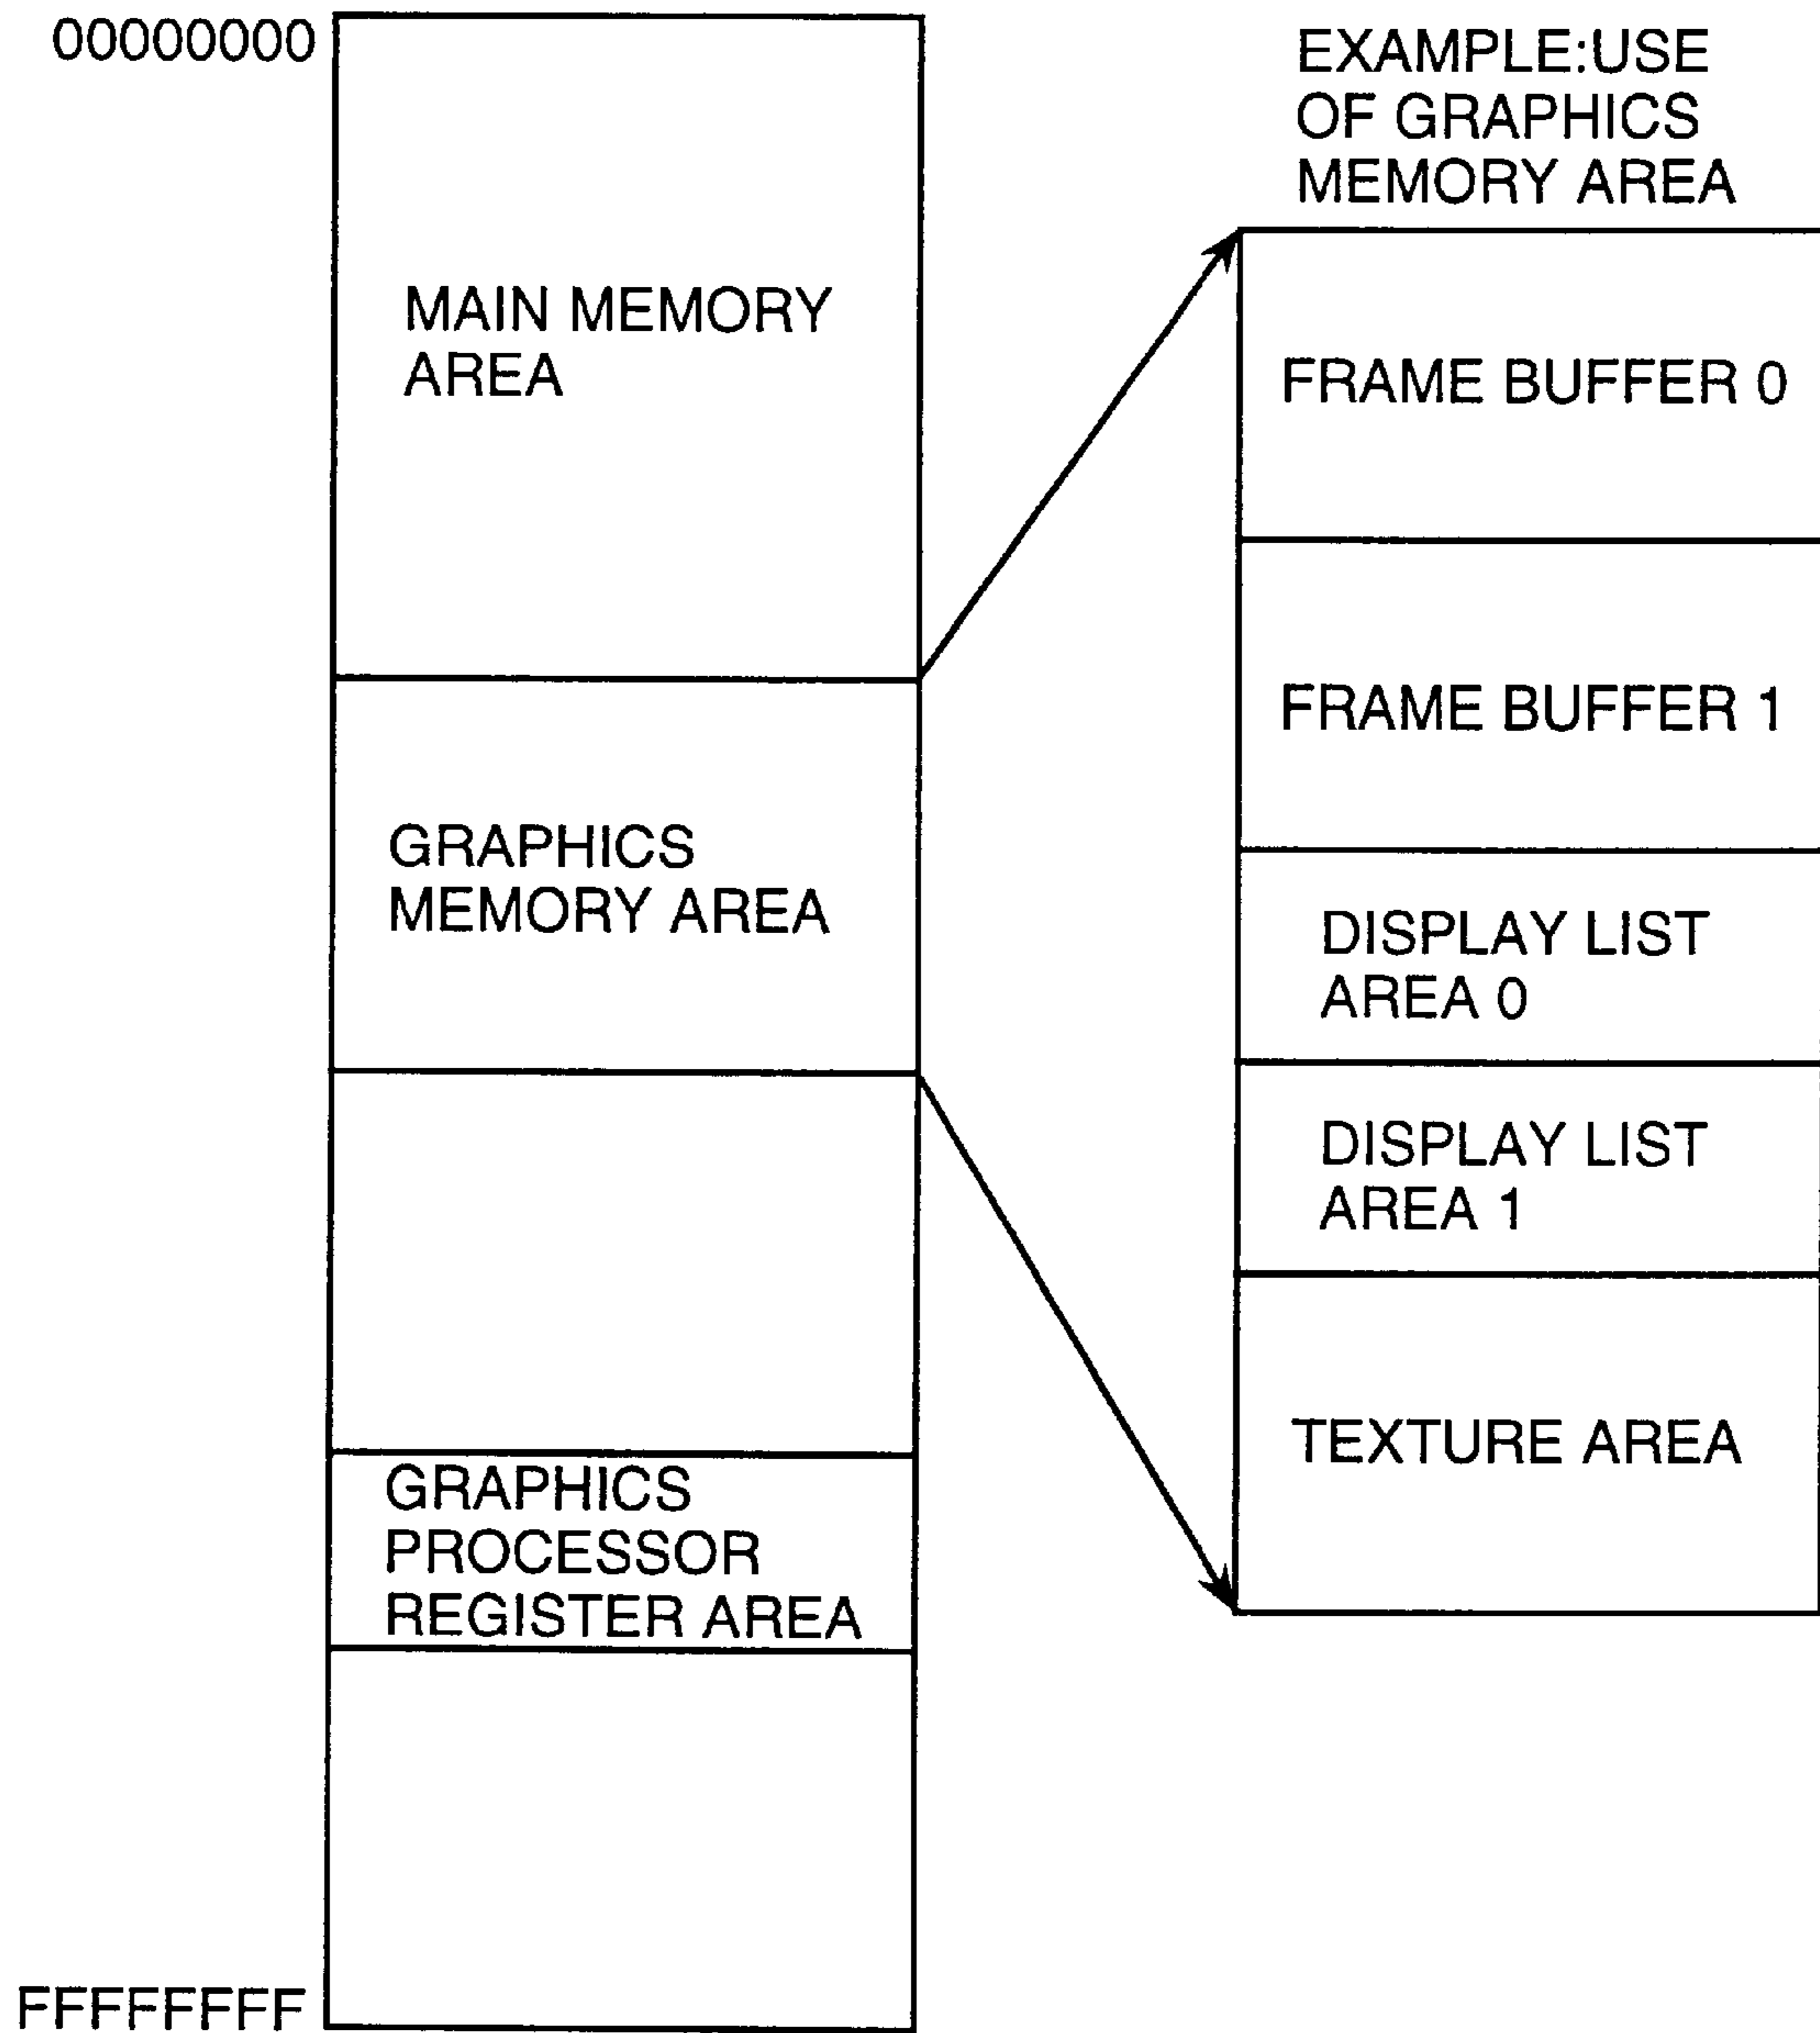 00000000
MAIN MEMORY
AREA
GRAPHICS
MEMORY AREA
GRAPHICS
PROCESSOR
REGISTER AREA
FFFFFFFF
EXAMPLE:USE
OF GRAPHICS
MEMORY AREA
FRAME BUFFER 0
FRAME BUFFER 1
DISPLAY LIST
AREA 0
DISPLAY LIST
AREA 1
TEXTURE AREA